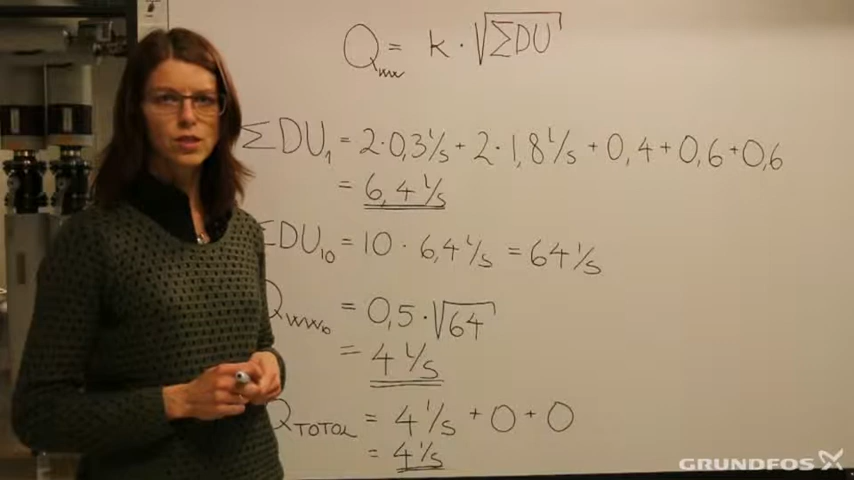 Qww = k · √ΣDU
ΣDU1 = 2·0,3 l/s + 2·1,8 l/s + 0,4 + 0,6 + 0,6
= 6,4 l/s
ΣDU10 = 10 · 6,4 l/s = 64 l/s
Qww10 = 0,5 · √64
= 4 l/s
QTOTAL = 4 l/s + 0 + 0
= 4 l/s
GRUNDFOS